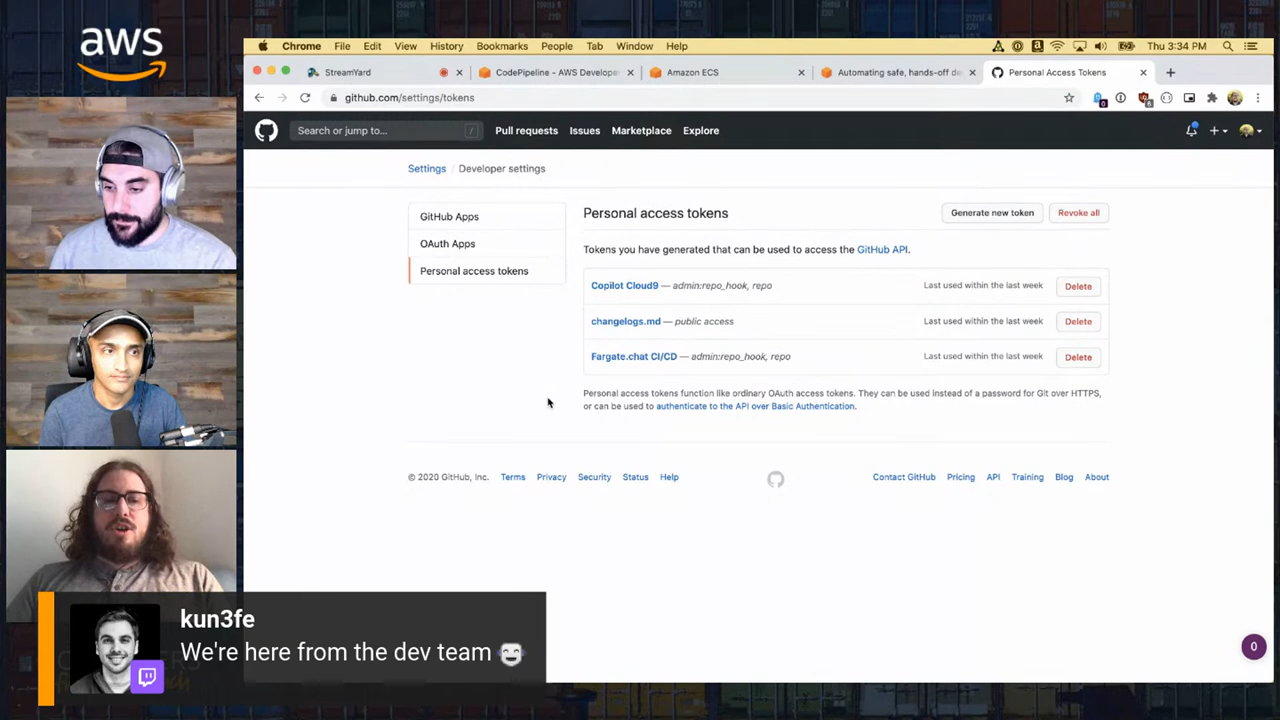 aws
Chrome File Edit View History Bookmarks People Tab Window Help Thu 3:34 PM
StreamYard CodePipeline - AWS Develope Amazon ECS Automating safe, hands-off de Personal Access Tokens
github.com/settings/tokens
Search or jump to... / Pull requests Issues Marketplace Explore
Settings / Developer settings
GitHub Apps
OAuth Apps
Personal access tokens
Personal access tokens Generate new token Revoke all
Tokens you have generated that can be used to access the GitHub API.
Copilot Cloud9 — admin:repo_hook, repo Last used within the last week Delete
changelogs.md — public access Last used within the last week Delete
Fargate.chat CI/CD — admin:repo_hook, repo Last used within the last week Delete
Personal access tokens function like ordinary OAuth access tokens. They can be used instead of a password for Git over HTTPS,
or can be used to authenticate to the API over Basic Authentication.
© 2020 GitHub, Inc. Terms Privacy Security Status Help Contact GitHub Pricing API Training Blog About
kun3fe
We're here from the dev team
0